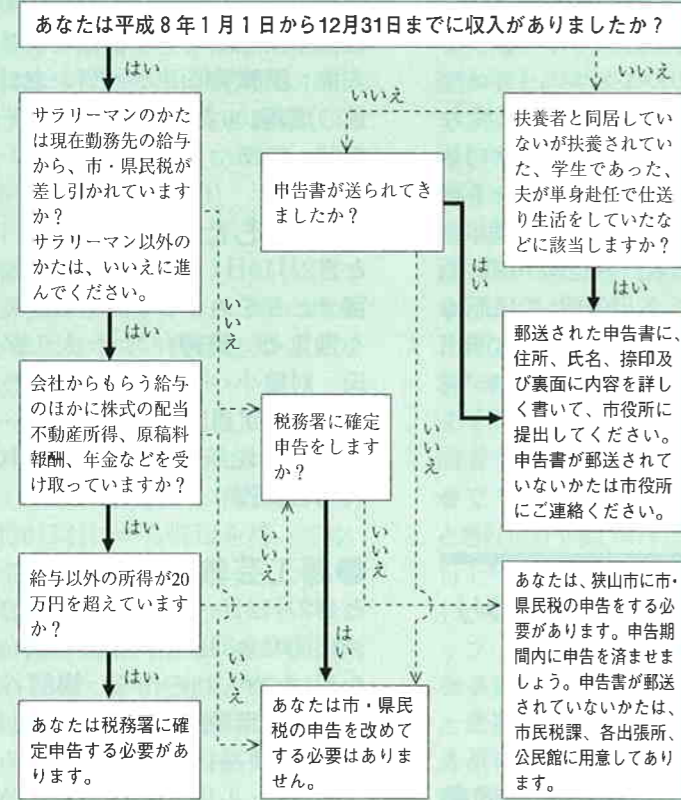 あなたは平成8年1月1日から12月31日までに収入がありましたか？
はい
いいえ
サラリーマンのかた
は現在勤務先の給与
から、市・県民税が
差し引かれています
か？
サラリーマン以外の
かたは、いいえに進
んでください。
いいえ
申告書が送られてき
ましたか？
扶養者と同居してい
ないが扶養されてい
た、学生であった、
夫が単身赴任で仕送
り生活をしていたな
どに該当しますか？
はい
いいえ
はい
はい
郵送された申告書に、
住所、氏名、捺印及
び裏面に内容を詳し
く書いて、市役所に
提出してください。
申告書が郵送されて
いないかたは市役所
にご連絡ください。
会社からもらう給与
のほかに株式の配当
不動産所得、原稿料
報酬、年金などを受
け取っていますか？
税務署に確定
申告をします
か？
いいえ
はい
いいえ
いいえ
給与以外の所得が20
万円を超えています
か？
はい
あなたは、狭山市に市・
県民税の申告をする必
要があります。申告期
間内に申告を済ませま
しょう。申告書が郵送
されていないかたは、
市民税課、各出張所、
公民館に用意してあり
ます。
はい
いいえ
あなたは税務署に確
定申告する必要があ
ります。
あなたは市・県民
税の申告を改めて
する必要はありま
せん。